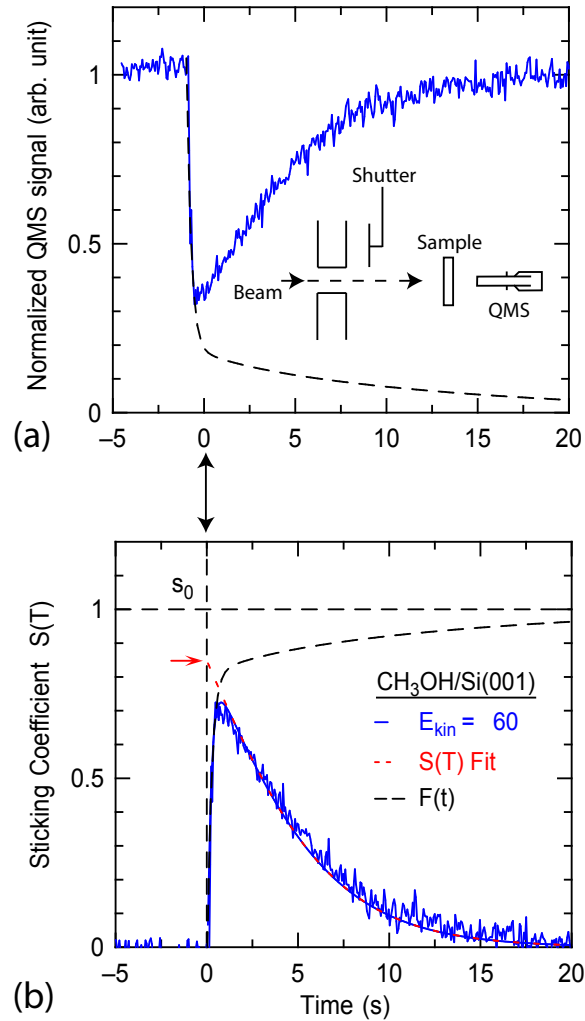 Normalized QMS signal (arb. unit)
1
0.5
0
Shutter
Sample
Beam
QMS
−5
0
5
10
15
20
(a)
Sticking Coefficient S(T)
s0
1
0.5
0
CH3OH/Si(001)
Ekin = 60
S(T) Fit
F(t)
−5
0
5
10
15
20
Time (s)
(b)